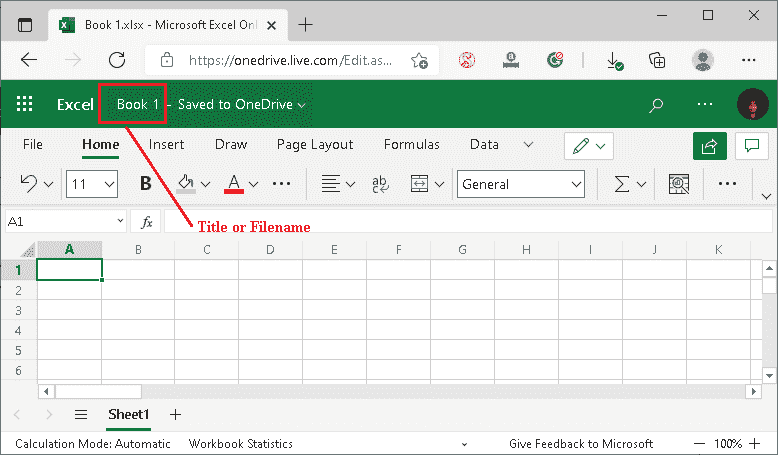 Book 1.xlsx - Microsoft Excel Onl
https://onedrive.live.com/Edit.as...
Excel Book 1 - Saved to OneDrive
File Home Insert Draw Page Layout Formulas Data
11 B A ... ab c General Σ ...
A1 fx
Title or Filename
A B C D E F G H I J K
1
2
3
4
5
6
Sheet1
Calculation Mode: Automatic Workbook Statistics Give Feedback to Microsoft 100%